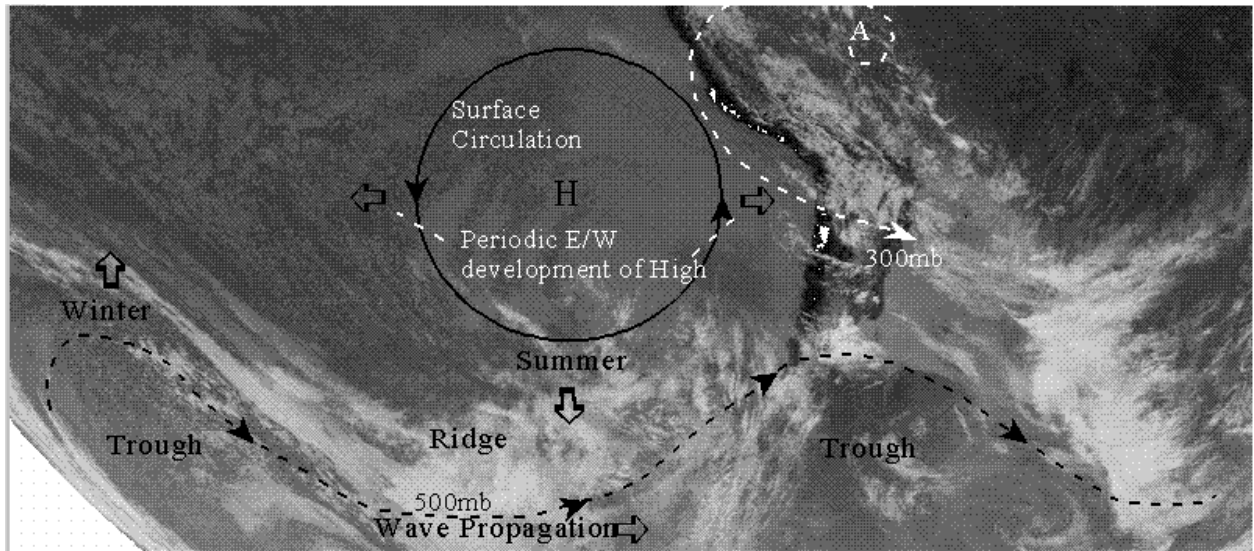 A
Surface
Circulation
H
Periodic E/W
development of High
300mb
Winter
Summer
Trough
Ridge
Trough
500mb
Wave Propagation